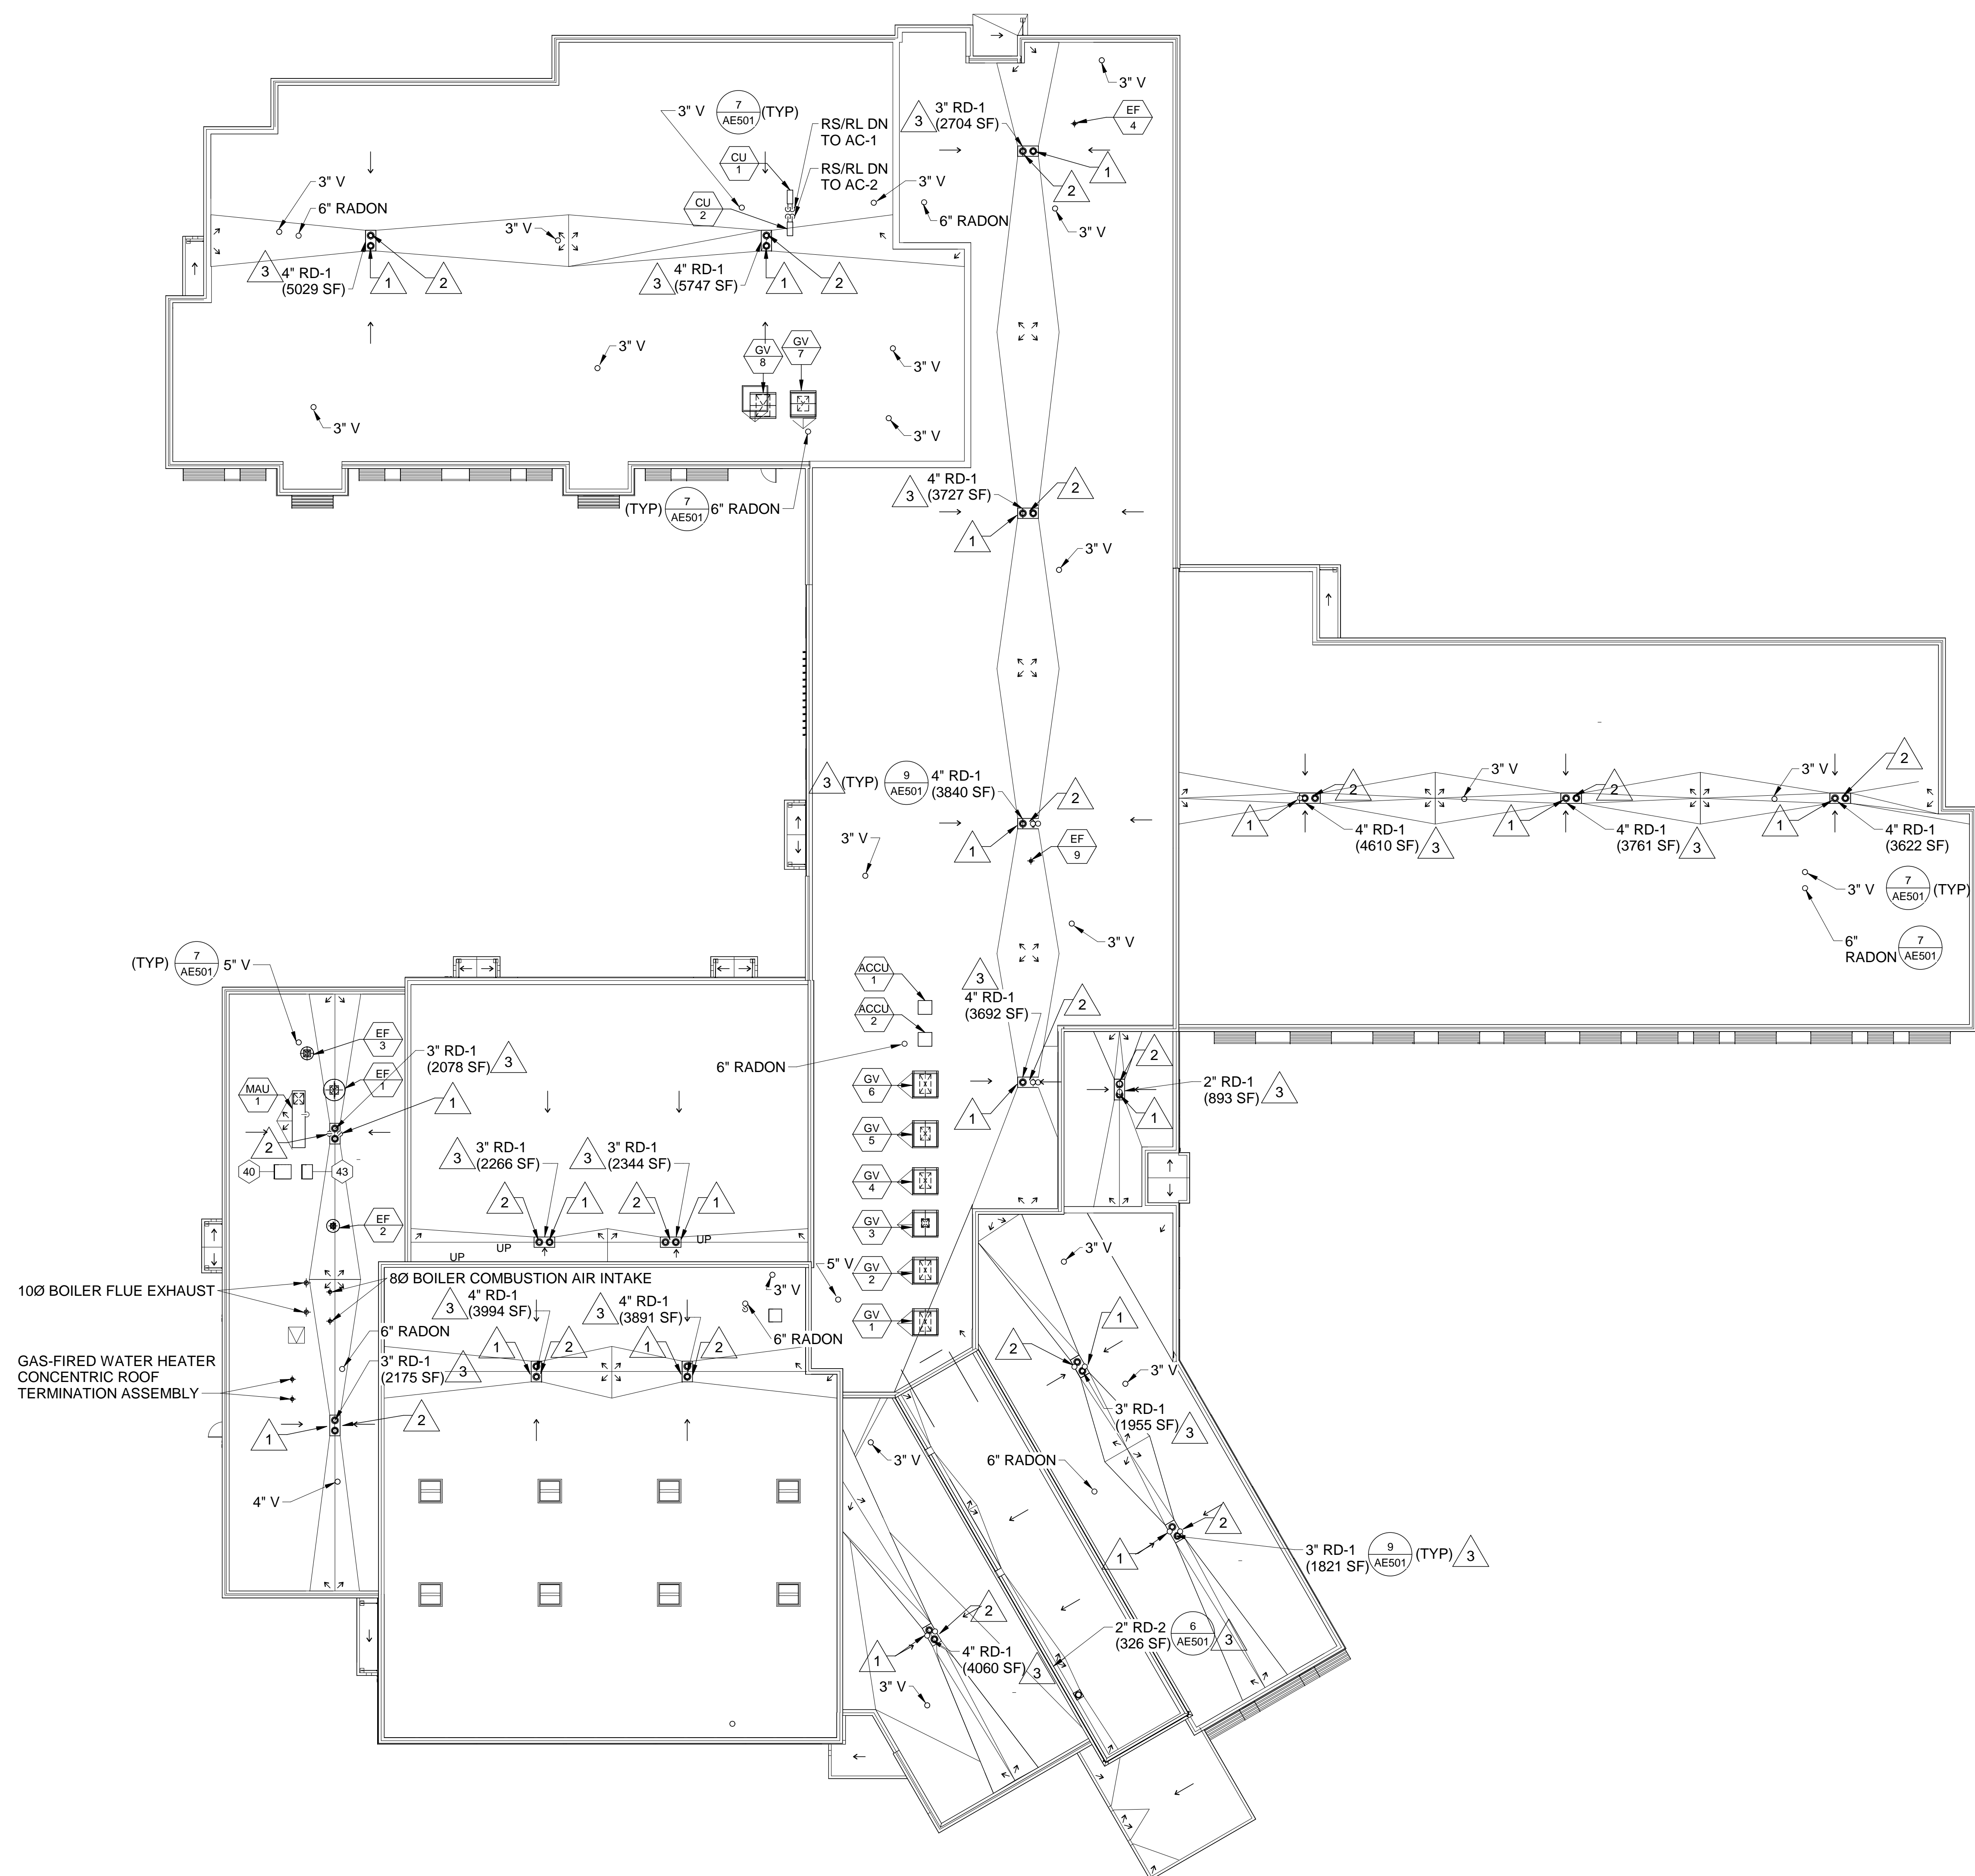 3" V
7
AE501
(TYP)
RS/RL DN
TO AC-1
CU
1
RS/RL DN
TO AC-2
CU
2
3" V
3" RD-1
(2704 SF)
3
3" V
EF
4
1
2
3" V
6" RADON
3" V
6" RADON
3" V
3" V
3
4" RD-1
(5029 SF)
1
2
3
4" RD-1
(5747 SF)
1
2
3" V
GV
8
GV
7
3" V
3" V
3" V
(TYP)
7
AE501
6" RADON
3
4" RD-1
(3727 SF)
2
1
3" V
3
(TYP)
9
AE501
4" RD-1
(3840 SF)
2
1
EF
9
3" V
3" V
2
3" V
2
3" V
2
1
4" RD-1
(4610 SF)
3
1
4" RD-1
(3761 SF)
3
1
4" RD-1
(3622 SF)
3" V
7
AE501
(TYP)
6"
RADON
7
AE501
(TYP)
7
AE501
5" V
EF
3
EF
1
MAU
1
3" RD-1
(2078 SF)
3
1
2
40
43
EF
2
ACCU
1
ACCU
2
3
4" RD-1
(3692 SF)
2
1
6" RADON
GV
6
GV
5
GV
4
GV
3
GV
2
GV
1
2
2" RD-1
(893 SF)
3
1
3
3" RD-1
(2266 SF)
3
3" RD-1
(2344 SF)
2
1
2
1
UP
UP
UP
10Ø BOILER FLUE EXHAUST
8Ø BOILER COMBUSTION AIR INTAKE
3
4" RD-1
(3994 SF)
3
4" RD-1
(3891 SF)
1
2
1
2
3" V
5" V
6" RADON
6" RADON
GAS-FIRED WATER HEATER
CONCENTRIC ROOF
TERMINATION ASSEMBLY
3" RD-1
(2175 SF)
3
1
2
4" V
3" V
1
2
3" V
3" RD-1
(1955 SF)
3
3" V
6" RADON
2
1
3" RD-1
(1821 SF)
9
AE501
(TYP)
3
2
1
4" RD-1
(4060 SF)
3
3" V
2" RD-2
(326 SF)
6
AE501
3